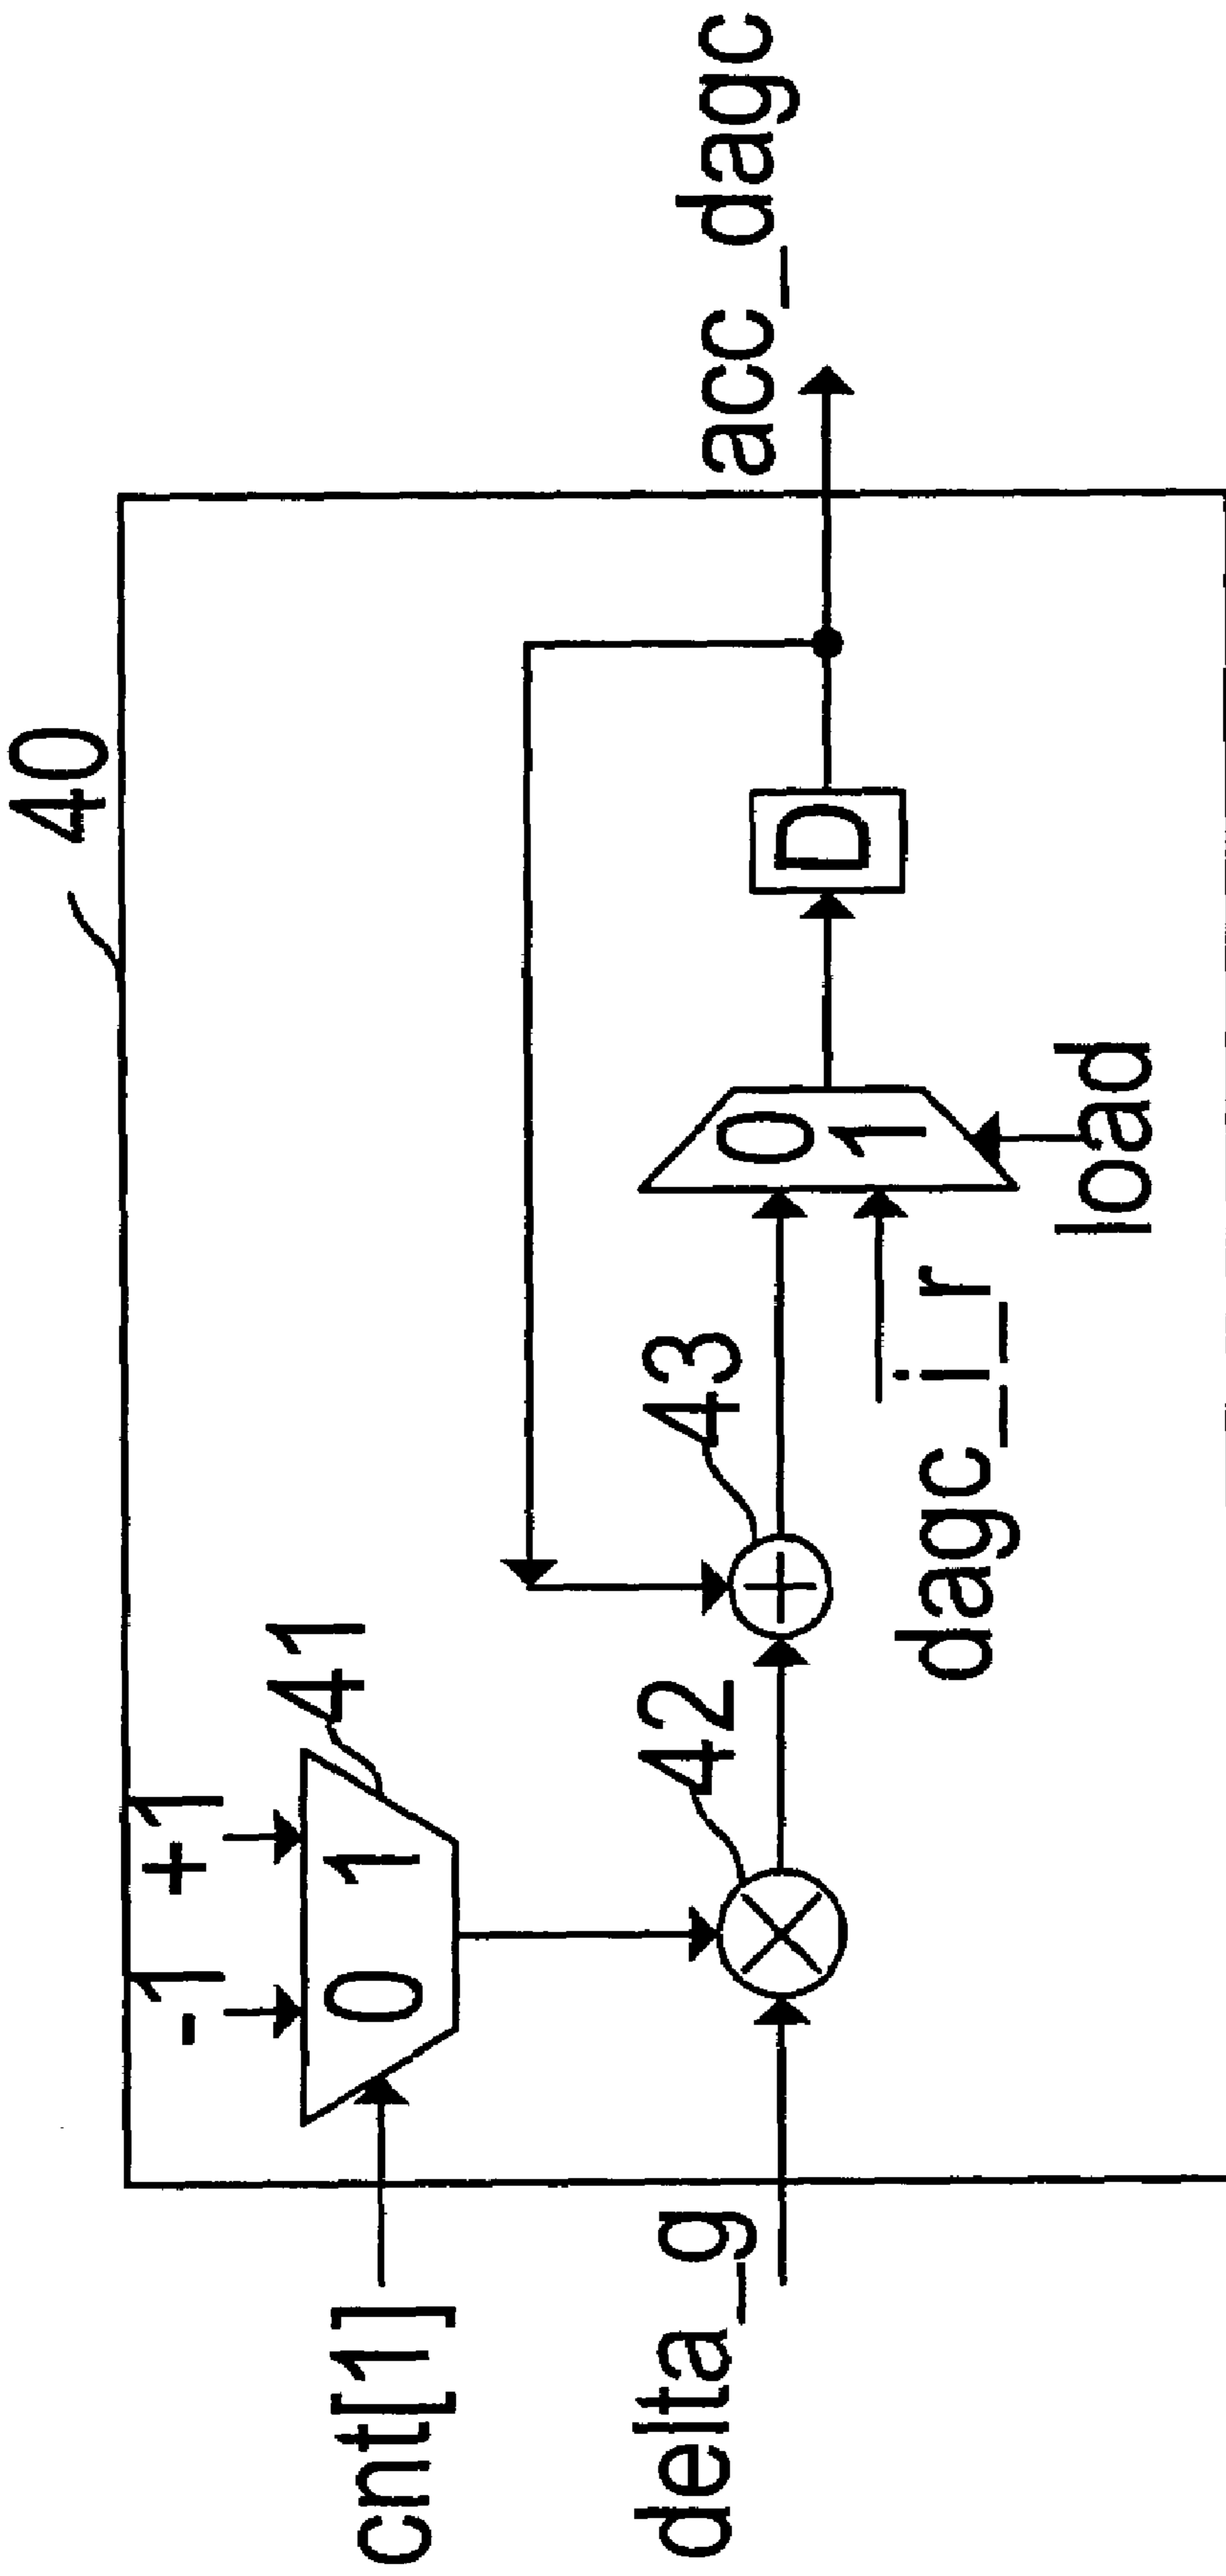 40
-1 +1
0 1
41
cnt[1]
42
43
delta_g
0
1
D
acc_dagc
dagc_i_r
load